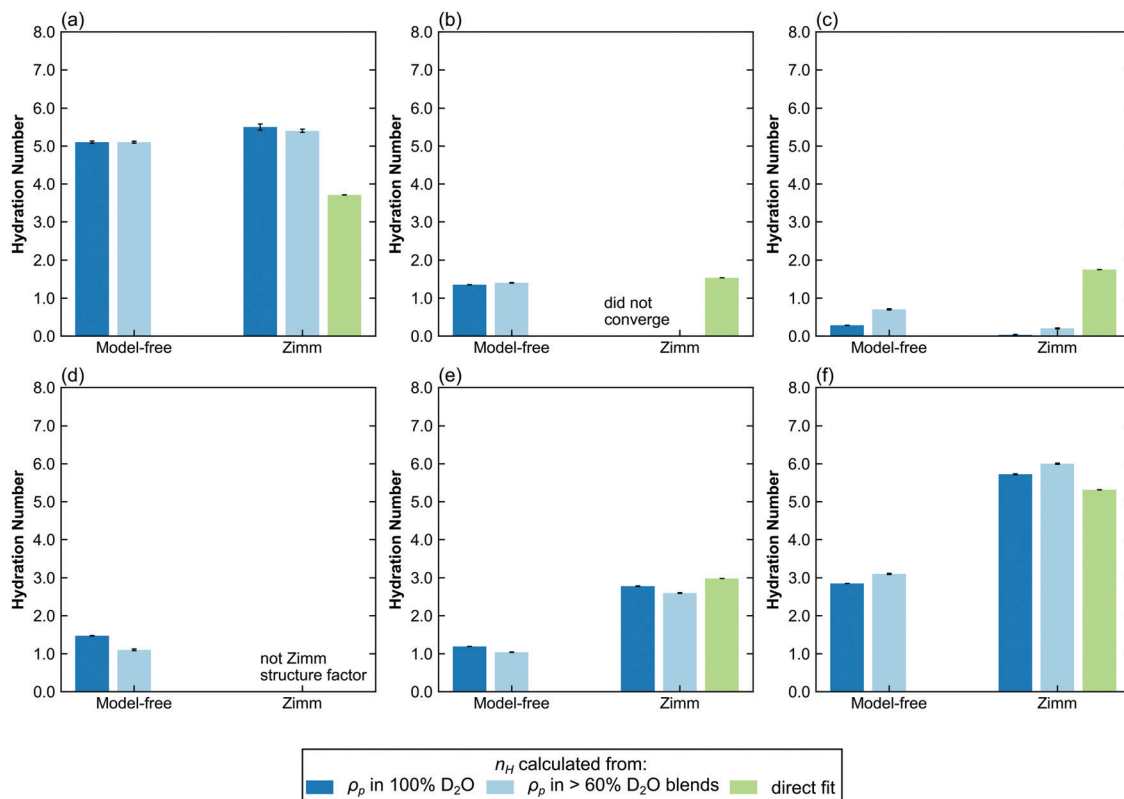 (a)
8.0
7.0
6.0
5.0
4.0
3.0
2.0
1.0
0.0
Hydration Number
Model-free
Zimm
(b)
8.0
7.0
6.0
5.0
4.0
3.0
2.0
1.0
0.0
Hydration Number
did not
converge
Model-free
Zimm
(c)
8.0
7.0
6.0
5.0
4.0
3.0
2.0
1.0
0.0
Hydration Number
Model-free
Zimm
(d)
8.0
7.0
6.0
5.0
4.0
3.0
2.0
1.0
0.0
Hydration Number
not Zimm
structure factor
Model-free
Zimm
(e)
8.0
7.0
6.0
5.0
4.0
3.0
2.0
1.0
0.0
Hydration Number
Model-free
Zimm
(f)
8.0
7.0
6.0
5.0
4.0
3.0
2.0
1.0
0.0
Hydration Number
Model-free
Zimm
n_H calculated from:
ρ_p in 100% D₂O ρ_p in > 60% D₂O blends direct fit